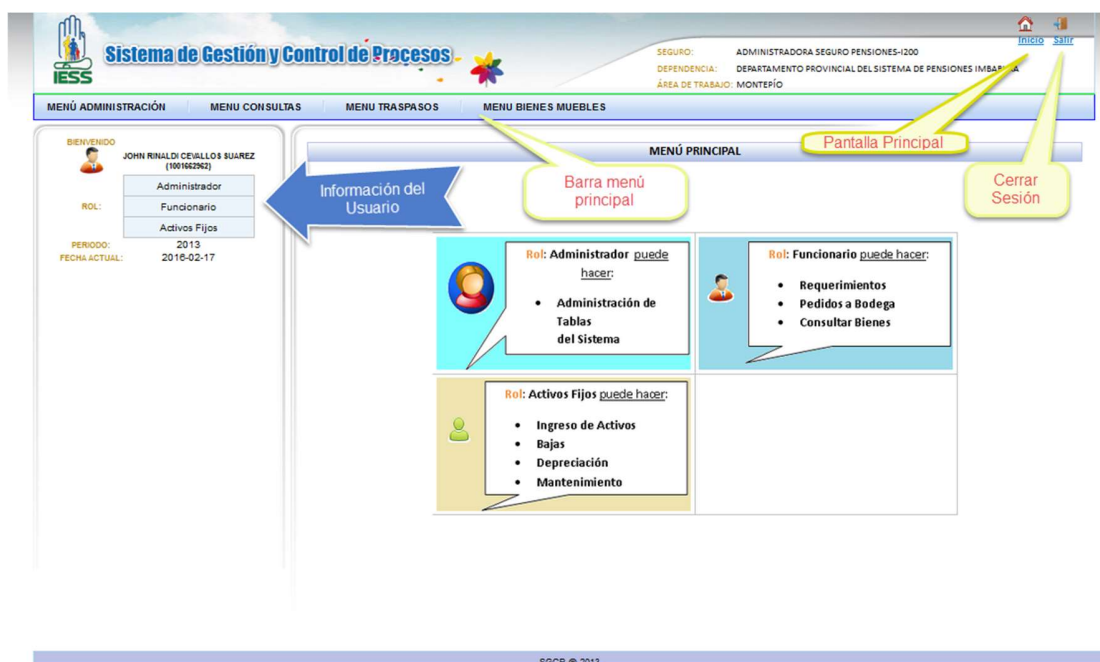 IESS
Sistema de Gestión y Control de Procesos
Inicio Salir
SEGURO: ADMINISTRADORA SEGURO PENSIONES-I200
DEPENDENCIA: DEPARTAMENTO PROVINCIAL DEL SISTEMA DE PENSIONES
ÁREA DE TRABAJO: MONTEPÍO
MENÚ ADMINISTRACIÓN MENU CONSULTAS MENU TRASPASOS MENU BIENES MUEBLES
BIENVENIDO
JOHN RINALDI CEVALLOS SUAREZ
(1001662962)
ROL:
Administrador
Funcionario
Activos Fijos
PERIODO: 2013
FECHA ACTUAL: 2016-02-17
Información del
Usuario
MENÚ PRINCIPAL
Pantalla Principal
Barra menú
principal
Cerrar
Sesión
Rol: Administrador puede
hacer:
• Administración de
Tablas
del Sistema
Rol: Funcionario puede hacer:
• Requerimientos
• Pedidos a Bodega
• Consultar Bienes
Rol: Activos Fijos puede hacer:
• Ingreso de Activos
• Bajas
• Depreciación
• Mantenimiento